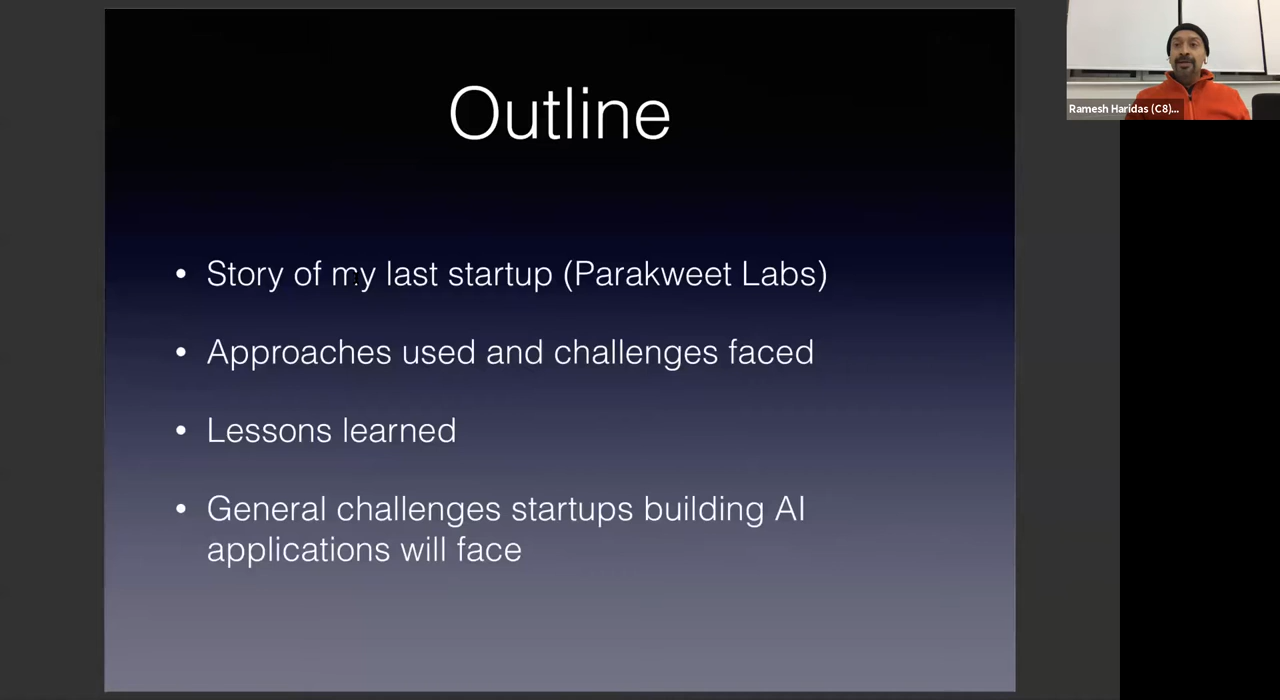 Outline
• Story of my last startup (Parakweet Labs)
• Approaches used and challenges faced
• Lessons learned
• General challenges startups building AI
applications will face
Ramesh Haridas (C8)...